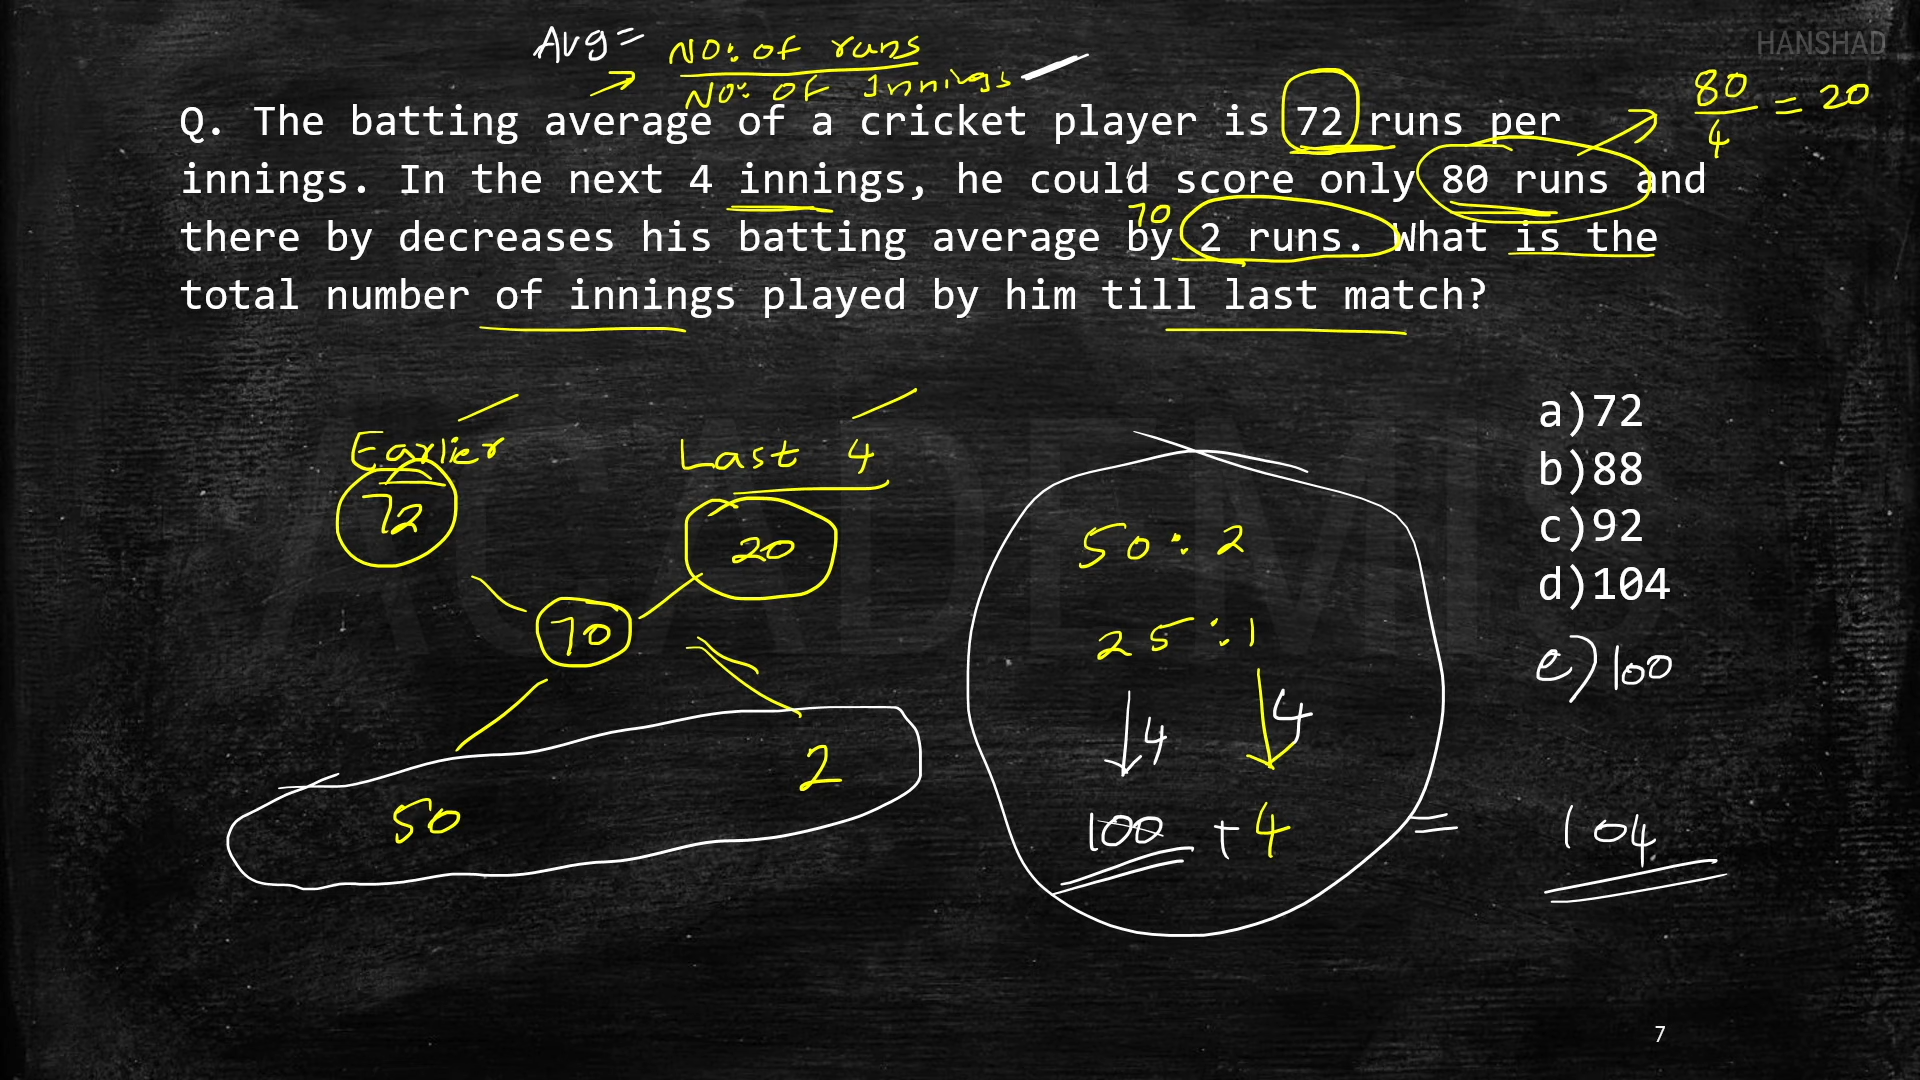 HANSHAD
Avg = No: of runs
No: of Innings
80
4
= 20
Q. The batting average of a cricket player is 72 runs per
innings. In the next 4 innings, he could score only 80 runs and
70
there by decreases his batting average by 2 runs. What is the
total number of innings played by him till last match?
Earlier
Last 4
72
20
70
50
2
50 : 2
25 : 1
4
4
100 + 4 = 104
a)72
b)88
c)92
d)104
e)100
ACADEMIS
7